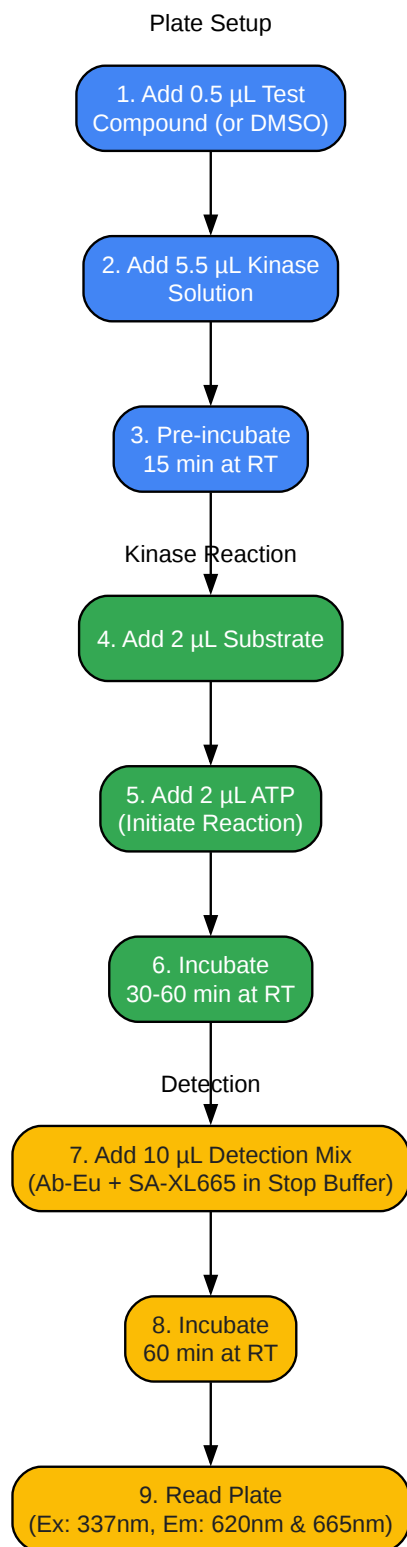 Plate Setup
1. Add 0.5 µL Test
Compound (or DMSO)
2. Add 5.5 µL Kinase
Solution
3. Pre-incubate
15 min at RT
Kinase Reaction
4. Add 2 µL Substrate
5. Add 2 µL ATP
(Initiate Reaction)
6. Incubate
30-60 min at RT
Detection
7. Add 10 µL Detection Mix
(Ab-Eu + SA-XL665 in Stop Buffer)
8. Incubate
60 min at RT
9. Read Plate
(Ex: 337nm, Em: 620nm & 665nm)